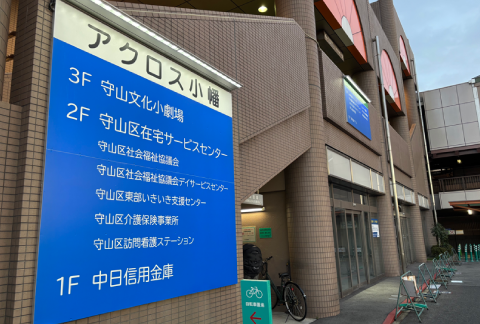 アクロス小幡
3F 守山文化小劇場
2F 守山区在宅サービスセンター
守山区社会福祉協議会
守山区社会福祉協議会デイサービスセンター
守山区東部いきいき支援センター
守山区介護保険事業所
守山区訪問看護ステーション
1F 中日信用金庫